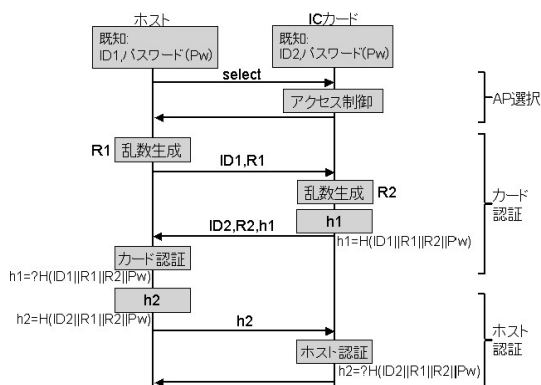 ホスト
ICカード
既知:
ID1,パスワード(Pw)
既知:
ID2,パスワード(Pw)
select
アクセス制御
AP選択
R1
乱数生成
ID1,R1
乱数生成
R2
h1
ID2,R2,h1
h1=H(ID1||R1||R2||Pw)
カード
認証
カード認証
h1=?H(ID1||R1||R2||Pw)
h2
h2=H(ID2||R1||R2||Pw)
h2
ホスト認証
h2=?H(ID2||R1||R2||Pw)
ホスト
認証